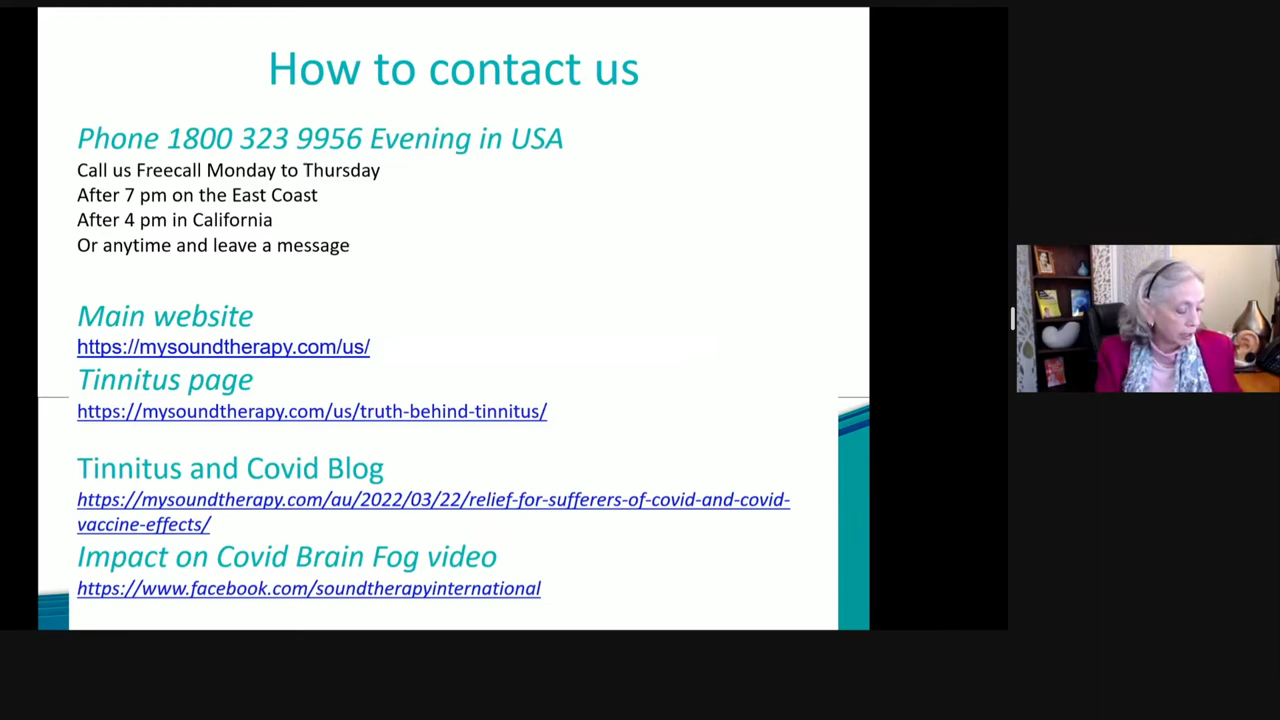 How to contact us
Phone 1800 323 9956 Evening in USA
Call us Freecall Monday to Thursday
After 7 pm on the East Coast
After 4 pm in California
Or anytime and leave a message
Main website
https://mysoundtherapy.com/us/
Tinnitus page
https://mysoundtherapy.com/us/truth-behind-tinnitus/
Tinnitus and Covid Blog
https://mysoundtherapy.com/au/2022/03/22/relief-for-sufferers-of-covid-and-covid-
vaccine-effects/
Impact on Covid Brain Fog video
https://www.facebook.com/soundtherapyinternational